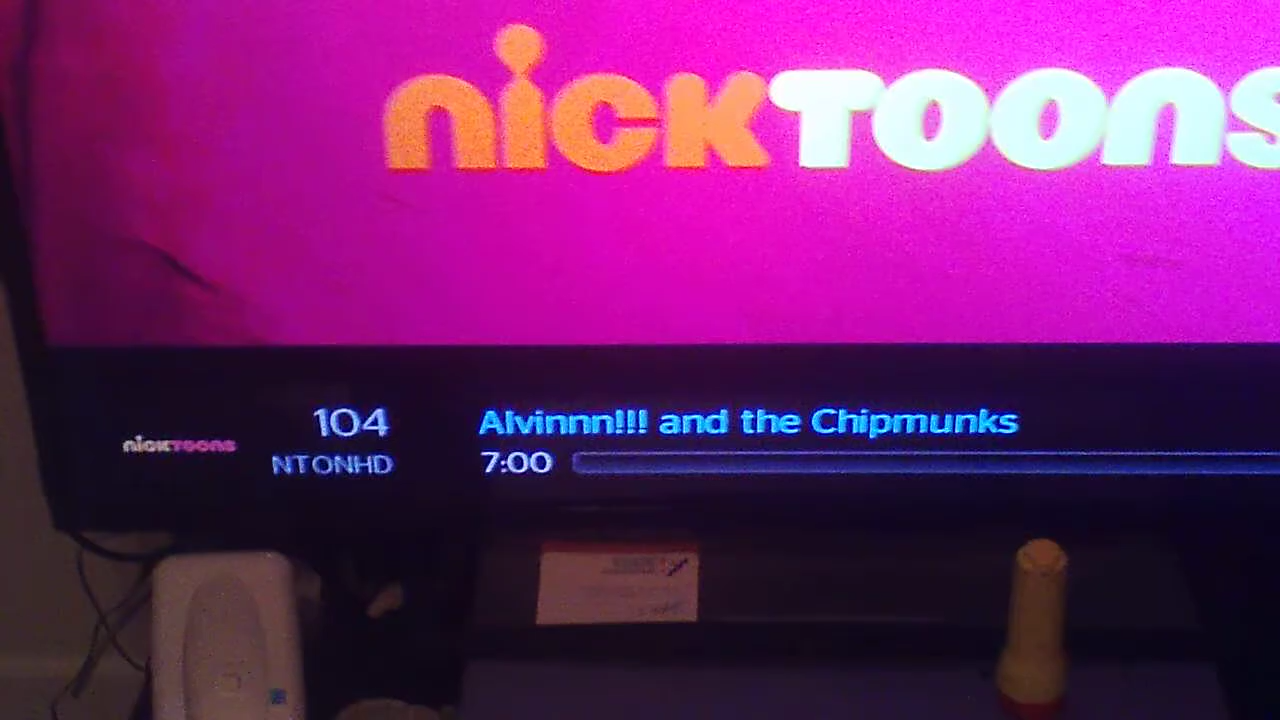 nickTOONS
104
Alvinnn!!! and the Chipmunks
nickTOONS
NTONHD
7:00